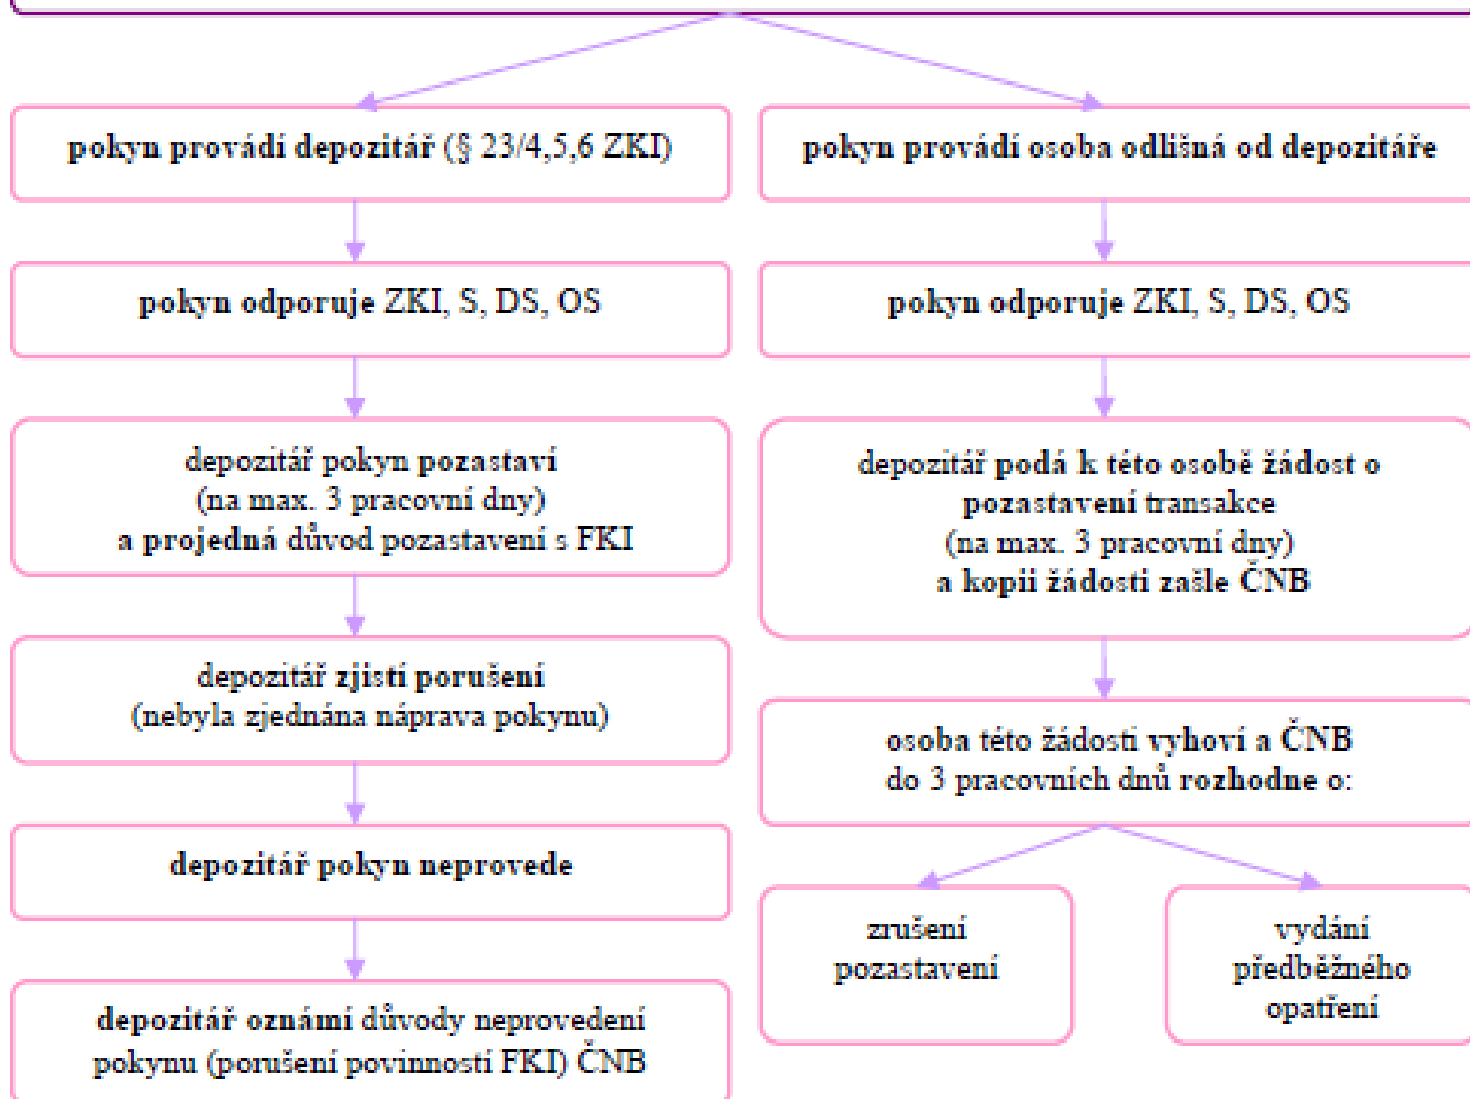 pokyn provádí depozitář (§ 23/4,5,6 ZKI)
pokyn odporuje ZKI, S, DS, OS
depozitář pokyn pozastaví
(na max. 3 pracovní dny)
a projedná důvod pozastavení s FKI
depozitář zjistí porušení
(nebyla zjednána náprava pokynu)
depozitář pokyn neprovede
depozitář oznámí důvody neprovedení
pokynu (porušení povinností FKI) ČNB
pokyn provádí osoba odlišná od depozitáře
pokyn odporuje ZKI, S, DS, OS
depozitář podá k této osobě žádost o
pozastavení transakce
(na max. 3 pracovní dny)
a kopii žádosti zašle ČNB
osoba této žádosti vyhoví a ČNB
do 3 pracovních dnů rozhodne o:
zrušení
pozastavení
vydání
předběžného
opatření